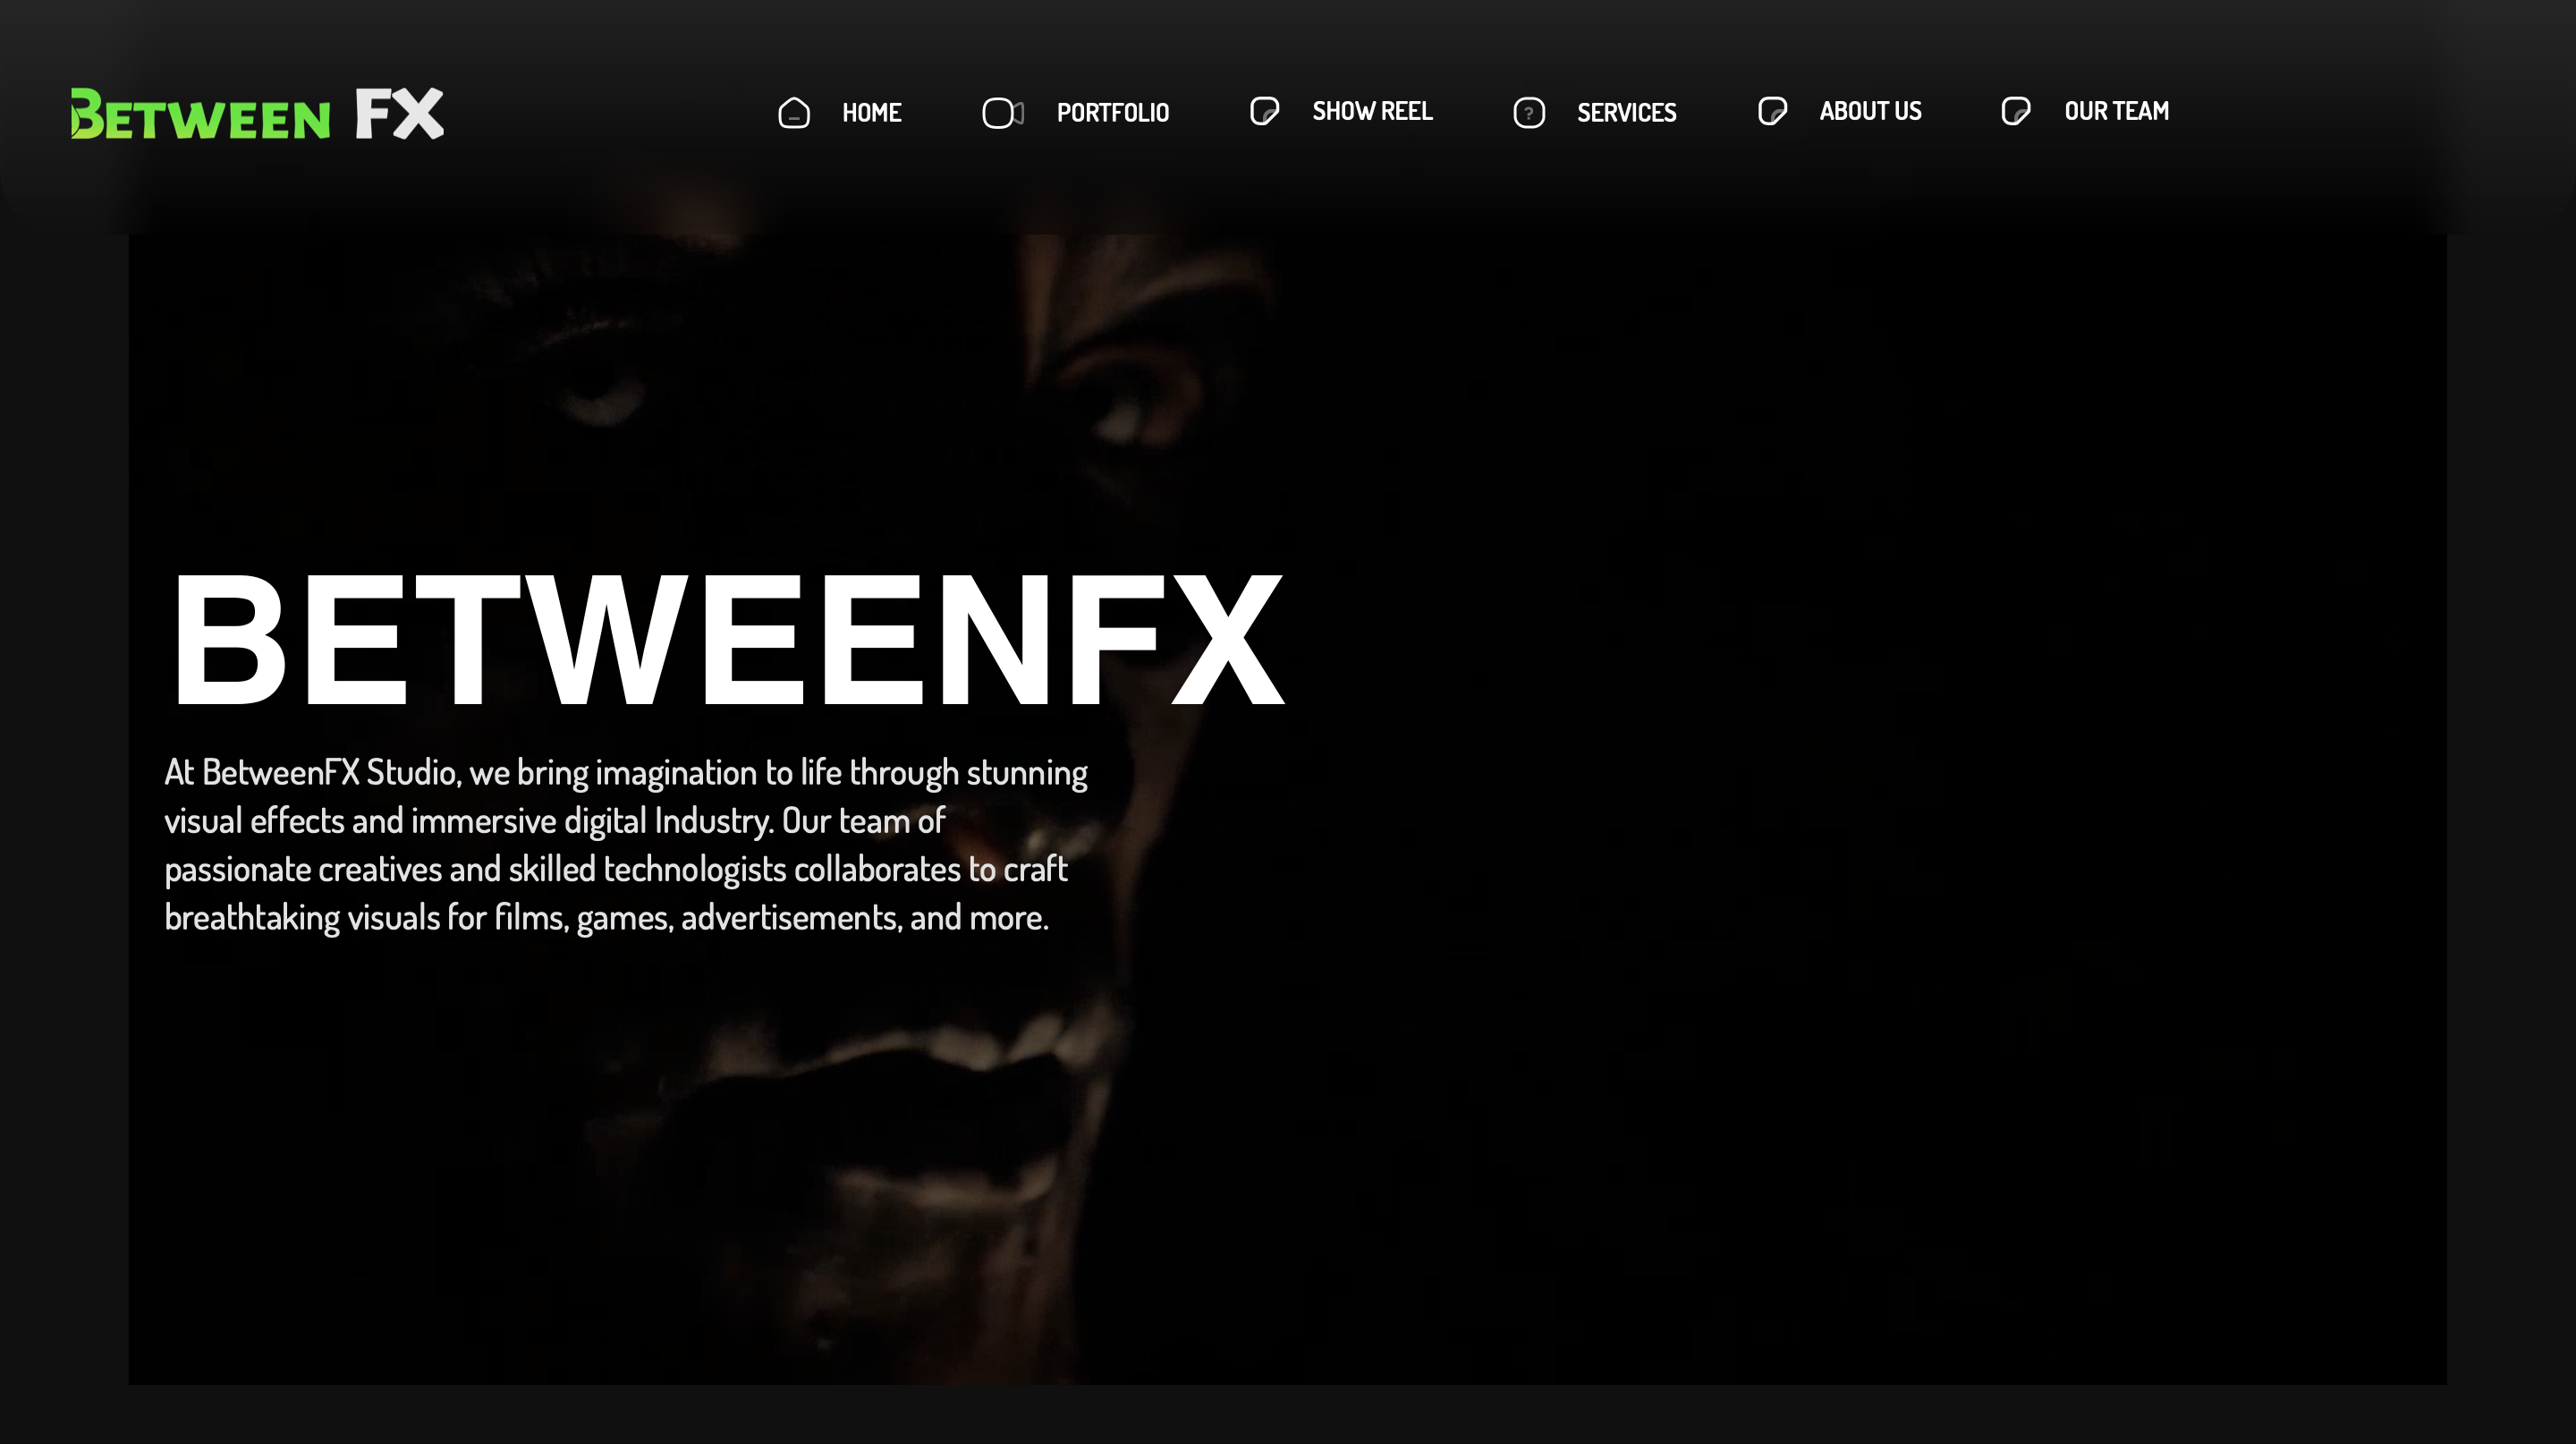 BETWEEN FX
HOME PORTFOLIO SHOW REEL SERVICES ABOUT US OUR TEAM
BETWEENFX
At BetweenFX Studio, we bring imagination to life through stunning
visual effects and immersive digital Industry. Our team of
passionate creatives and skilled technologists collaborates to craft
breathtaking visuals for films, games, advertisements, and more.